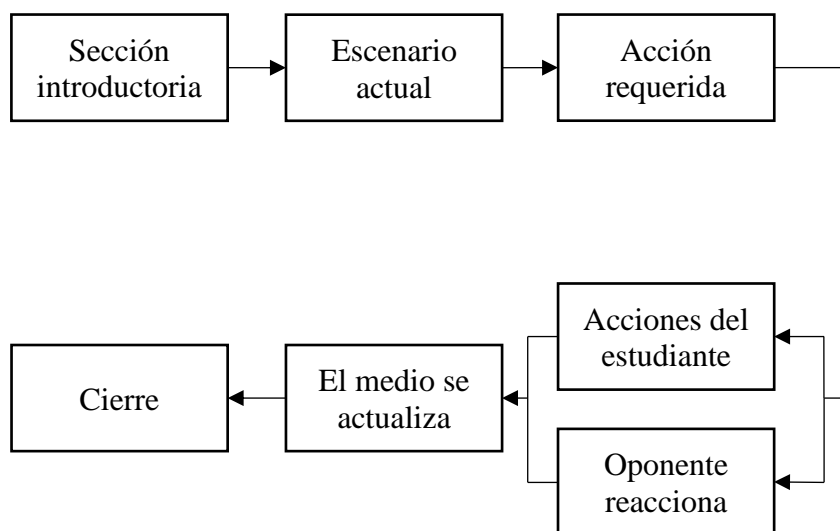 Sección
introductoria
Escenario
actual
Acción
requerida
Acciones del
estudiante
Oponente
reacciona
El medio se
actualiza
Cierre